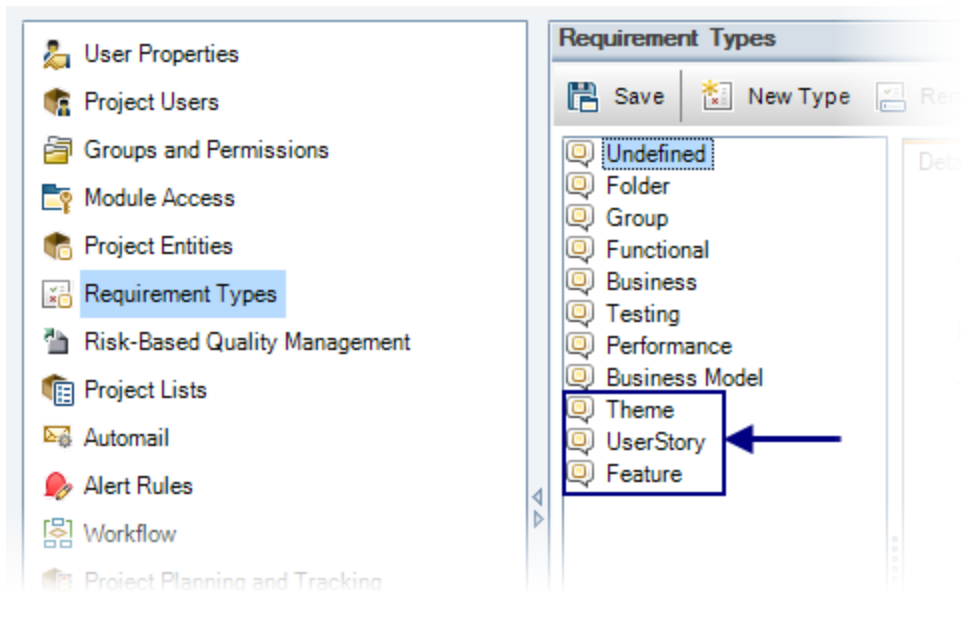 User Properties
Project Users
Groups and Permissions
Module Access
Project Entities
Requirement Types
Risk-Based Quality Management
Project Lists
Automail
Alert Rules
Workflow
Project Planning and Tracking
Requirement Types
Save New Type
Undefined
Folder
Group
Functional
Business
Testing
Performance
Business Model
Theme
UserStory
Feature